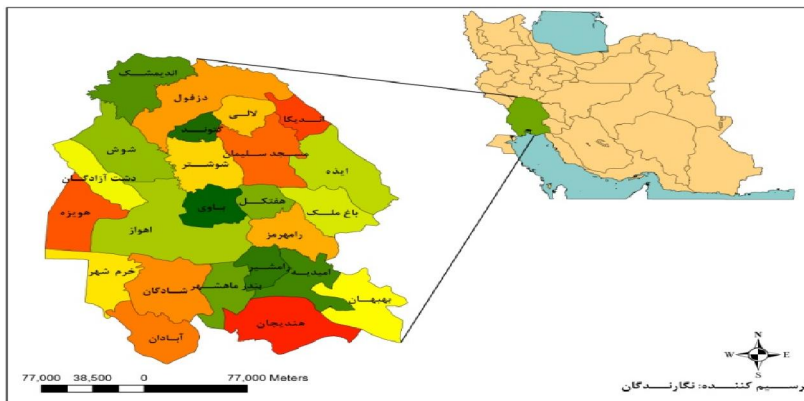 اندیمشک
دزفول
لالی
اندیکا
گتوند
شوش
مسجد سلیمان
شوشتر
ایذه
دشت آزادگان
هویزه
باوی
هفتکل
باغ ملک
اهواز
رامهرمز
خرم شهر
شادگان
رامشیر
امیدیه
بندر ماهشهر
بهبهان
هندیجان
آبادان
N
W E
S
77,000 38,500 0 77,000 Meters
رسیم کننده: نگارندگان